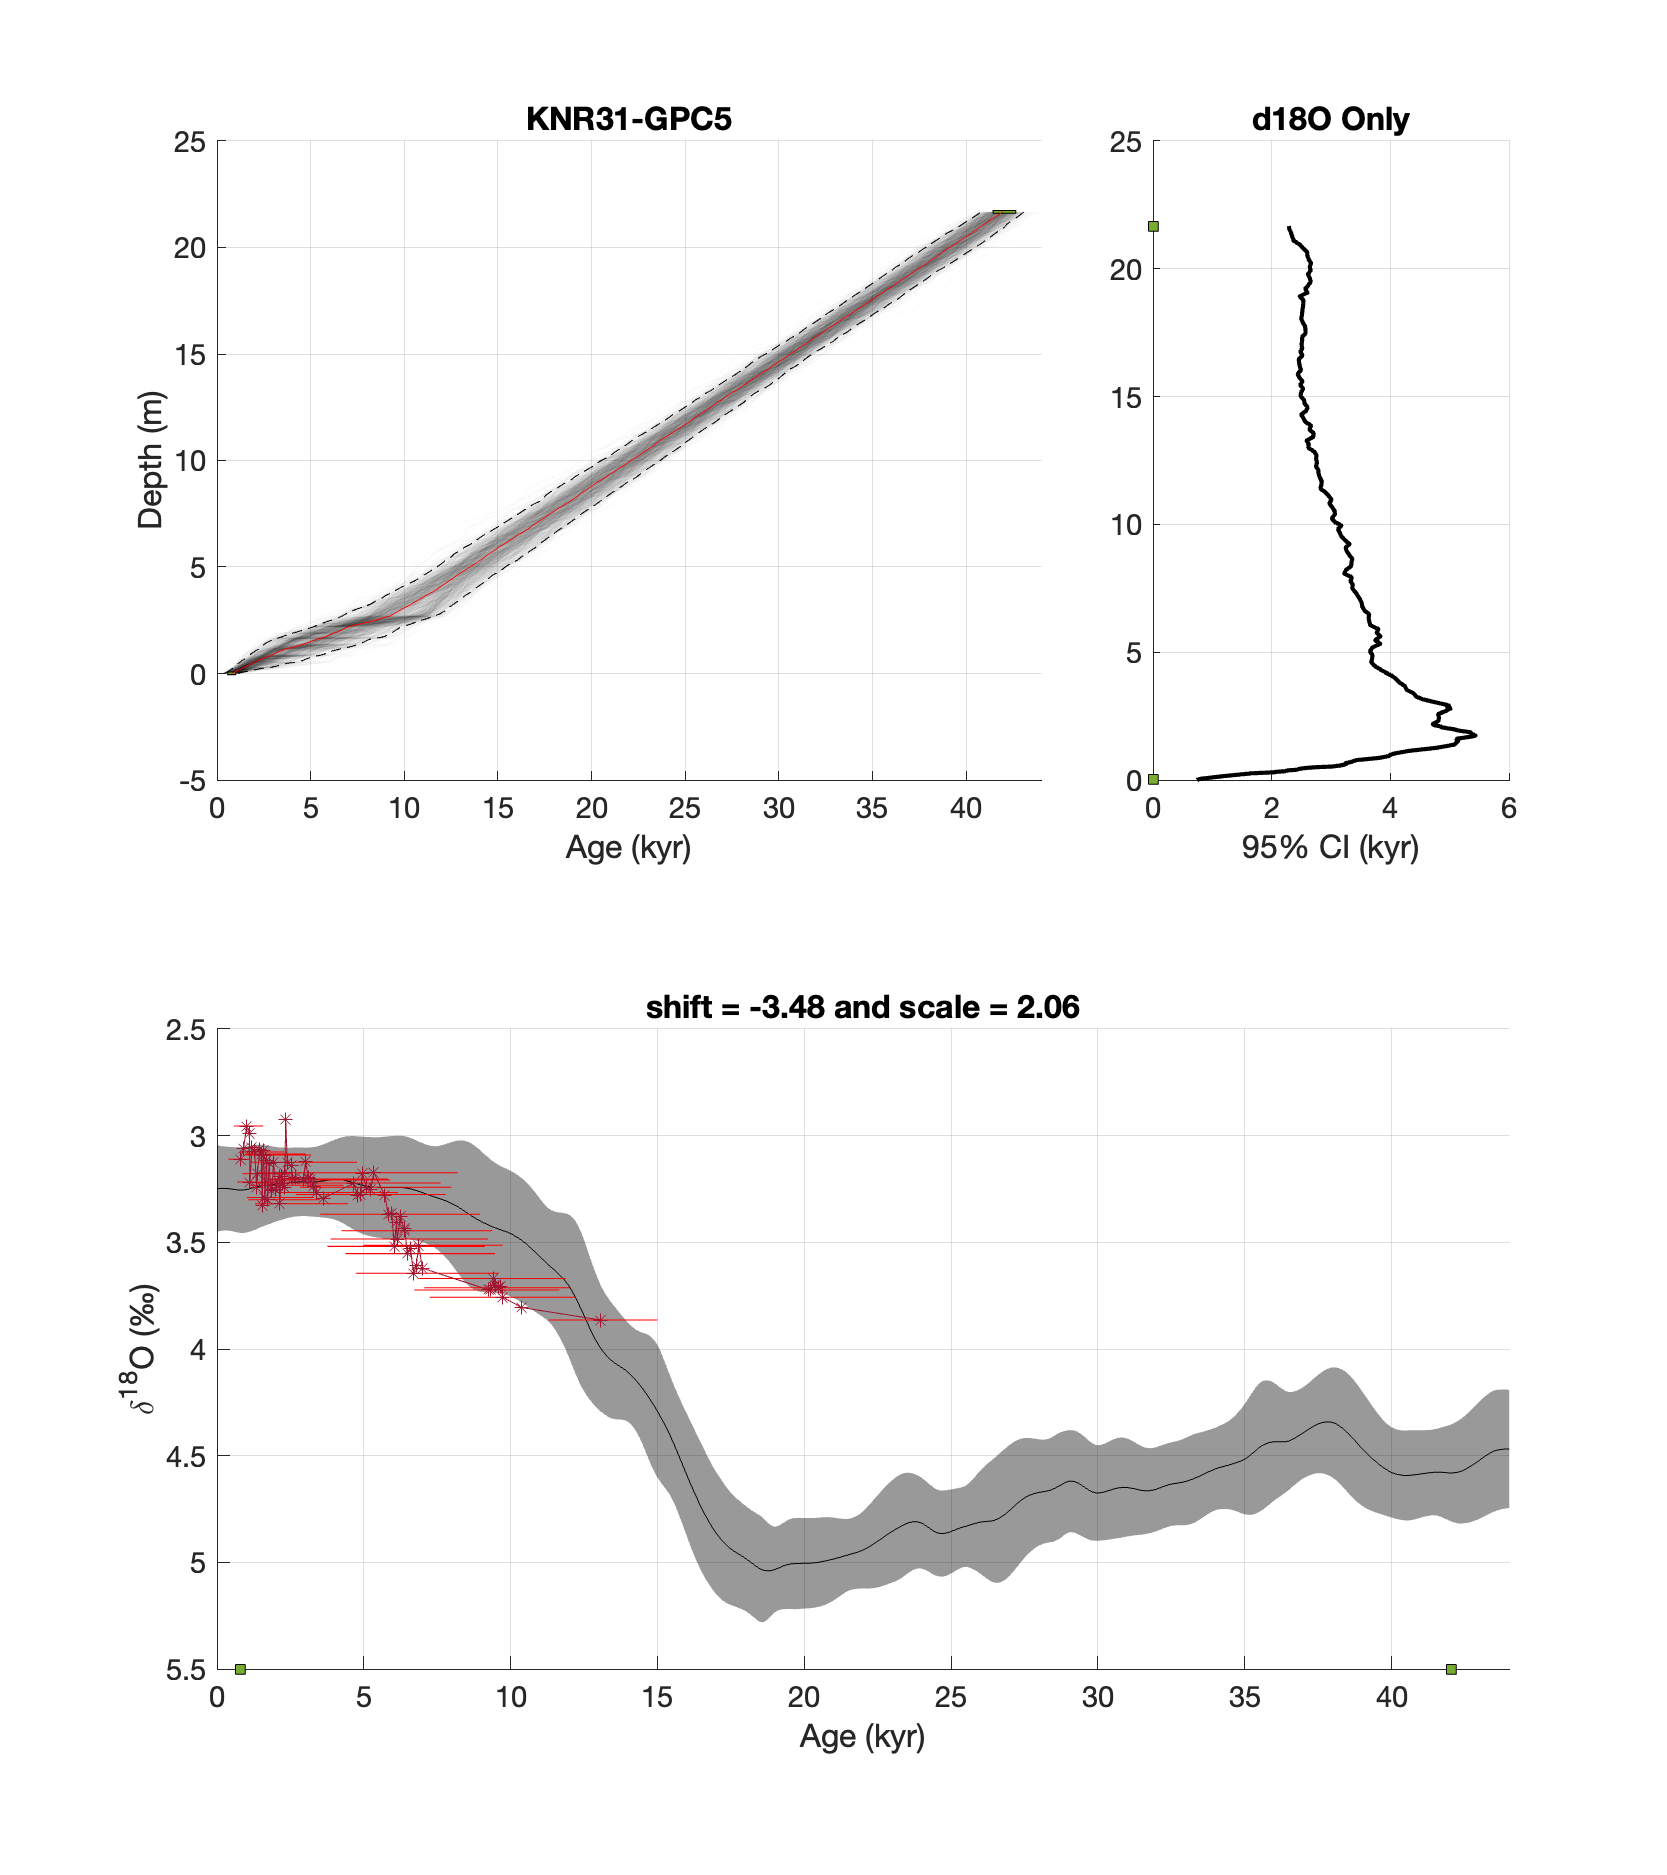 KNR31-GPC5
25
20
15
10
5
0
-5
0 5 10 15 20 25 30 35 40
Depth (m)
Age (kyr)
d18O Only
25
20
15
10
5
0
0 2 4 6
95% CI (kyr)
shift = -3.48 and scale = 2.06
2.5
3
3.5
4
4.5
5
5.5
0 5 10 15 20 25 30 35 40
δ18O (‰)
Age (kyr)